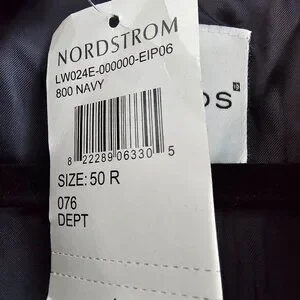 NORDSTROM
LW024E-000000-EIP06
800 NAVY
8 22289 06330 5
SIZE: 50 R
076
DEPT